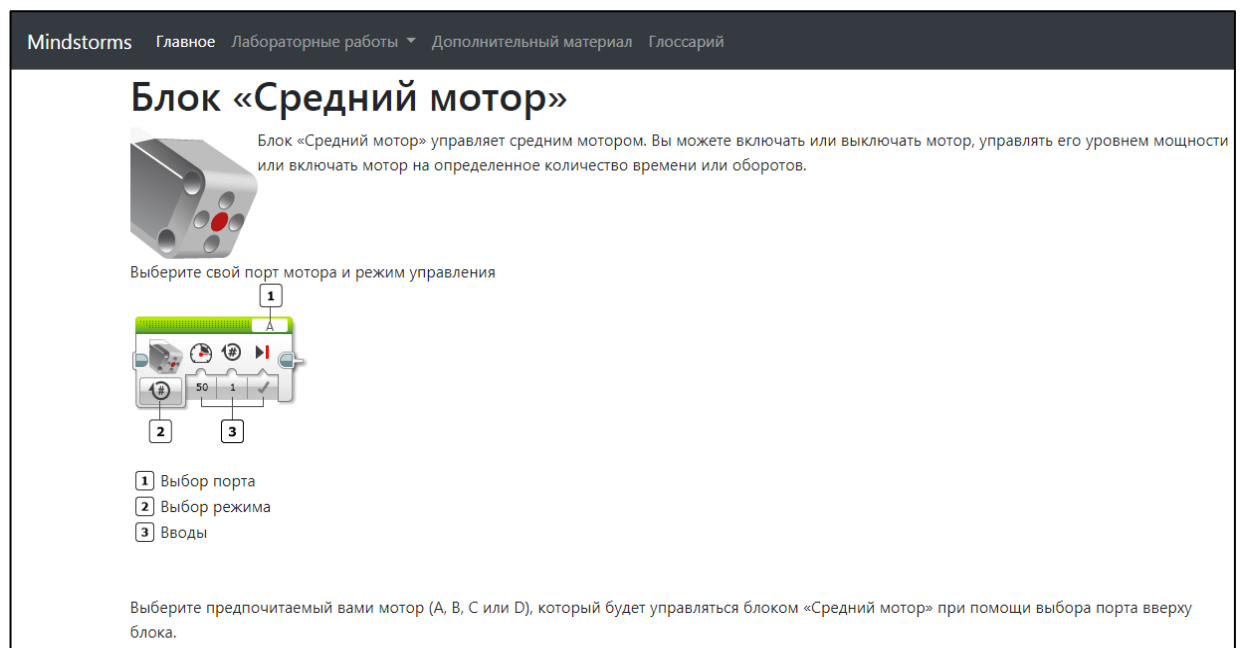 Mindstorms Главное Лабораторные работы Дополнительный материал Глоссарий
Блок «Средний мотор»
Блок «Средний мотор» управляет средним мотором. Вы можете включать или выключать мотор, управлять его уровнем мощности
или включать мотор на определенное количество времени или оборотов.
Выберите свой порт мотора и режим управления
1
A
#
# 50 1
2 3
1 Выбор порта
2 Выбор режима
3 Вводы
Выберите предпочитаемый вами мотор (A, B, C или D), который будет управляться блоком «Средний мотор» при помощи выбора порта вверху
блока.